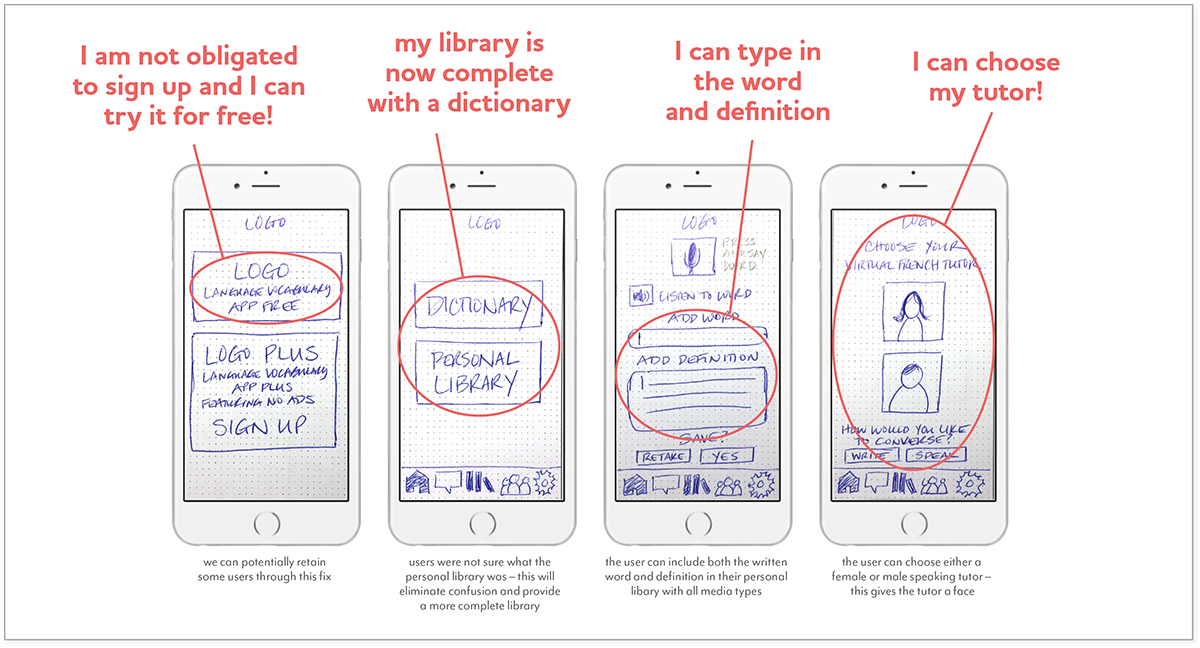 I am not obligated
to sign up and I can
try it for free!
my library is
now complete
with a dictionary
I can type in
the word
and definition
I can choose
my tutor!
LOGO
LOGO
LANGUAGE VOCABULARY
APP FREE
LOGO PLUS
LANGUAGE VOCABULARY
APP PLUS
FEATURING NO ADS
SIGN UP
LOGO
DICTIONARY
PERSONAL
LIBRARY
LOGO
PRESS
AND SAY
WORD
LISTEN TO WORD
ADD WORD
ADD DEFINITION
SAVE?
RETAKE YES
LOGO
CHOOSE YOUR
VIRTUAL FRENCH TUTOR
HOW WOULD YOU LIKE
TO CONVERSE?
WRITE SPEAK
we can potentially retain
some users through this fix
users were not sure what the
personal library was – this will
eliminate confusion and provide
a more complete library
the user can include both the written
word and definition in their personal
libary with all media types
the user can choose either a
female or male speaking tutor –
this gives the tutor a face